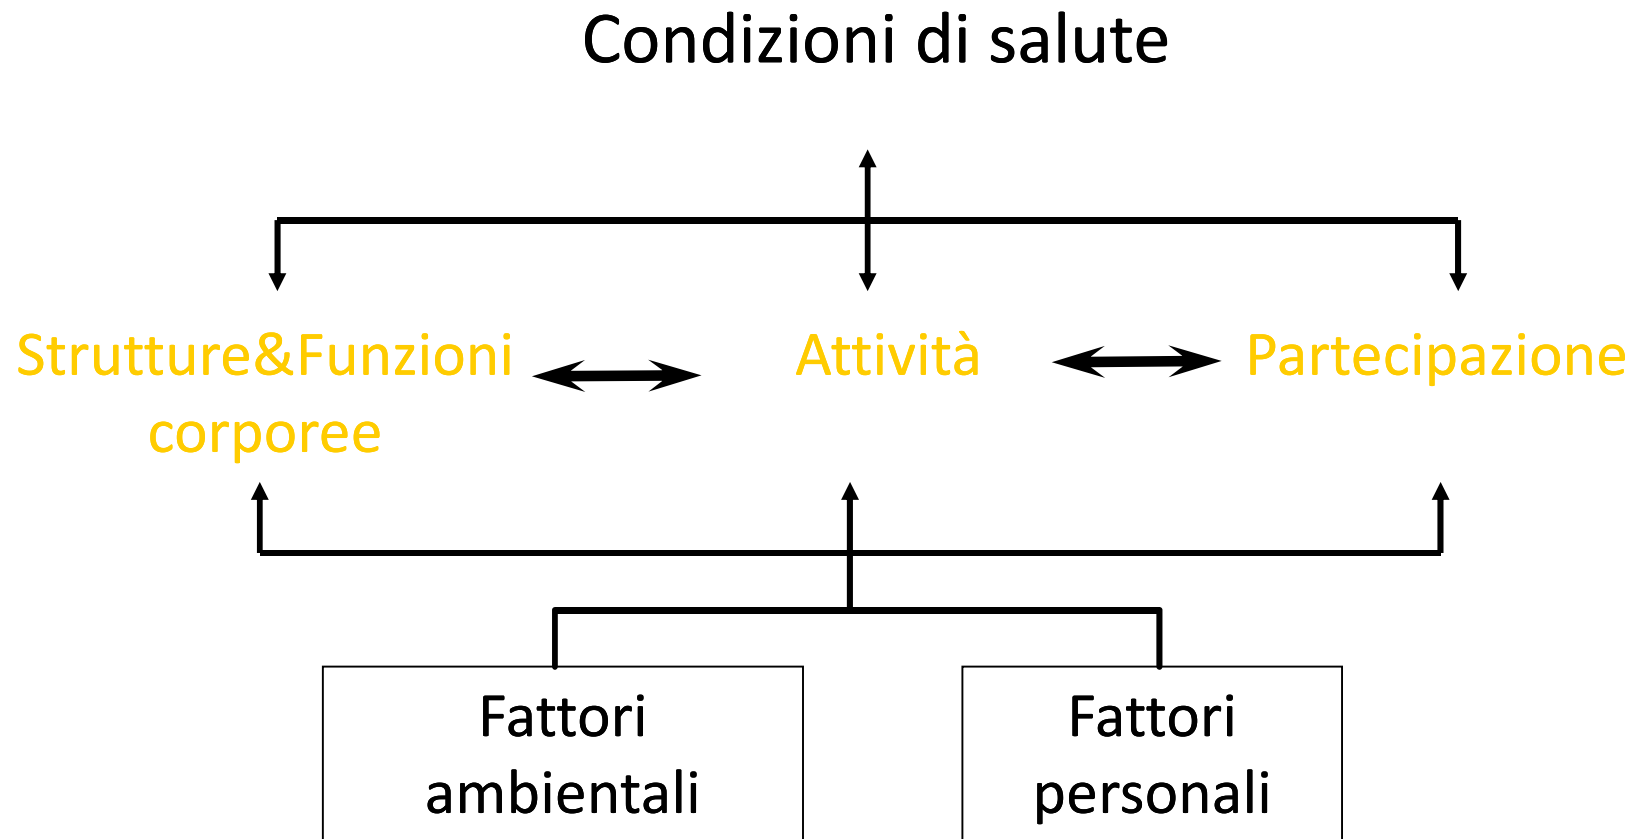 Condizioni di salute
Strutture&Funzioni
corporee
Attività
Partecipazione
Fattori
ambientali
Fattori
personali